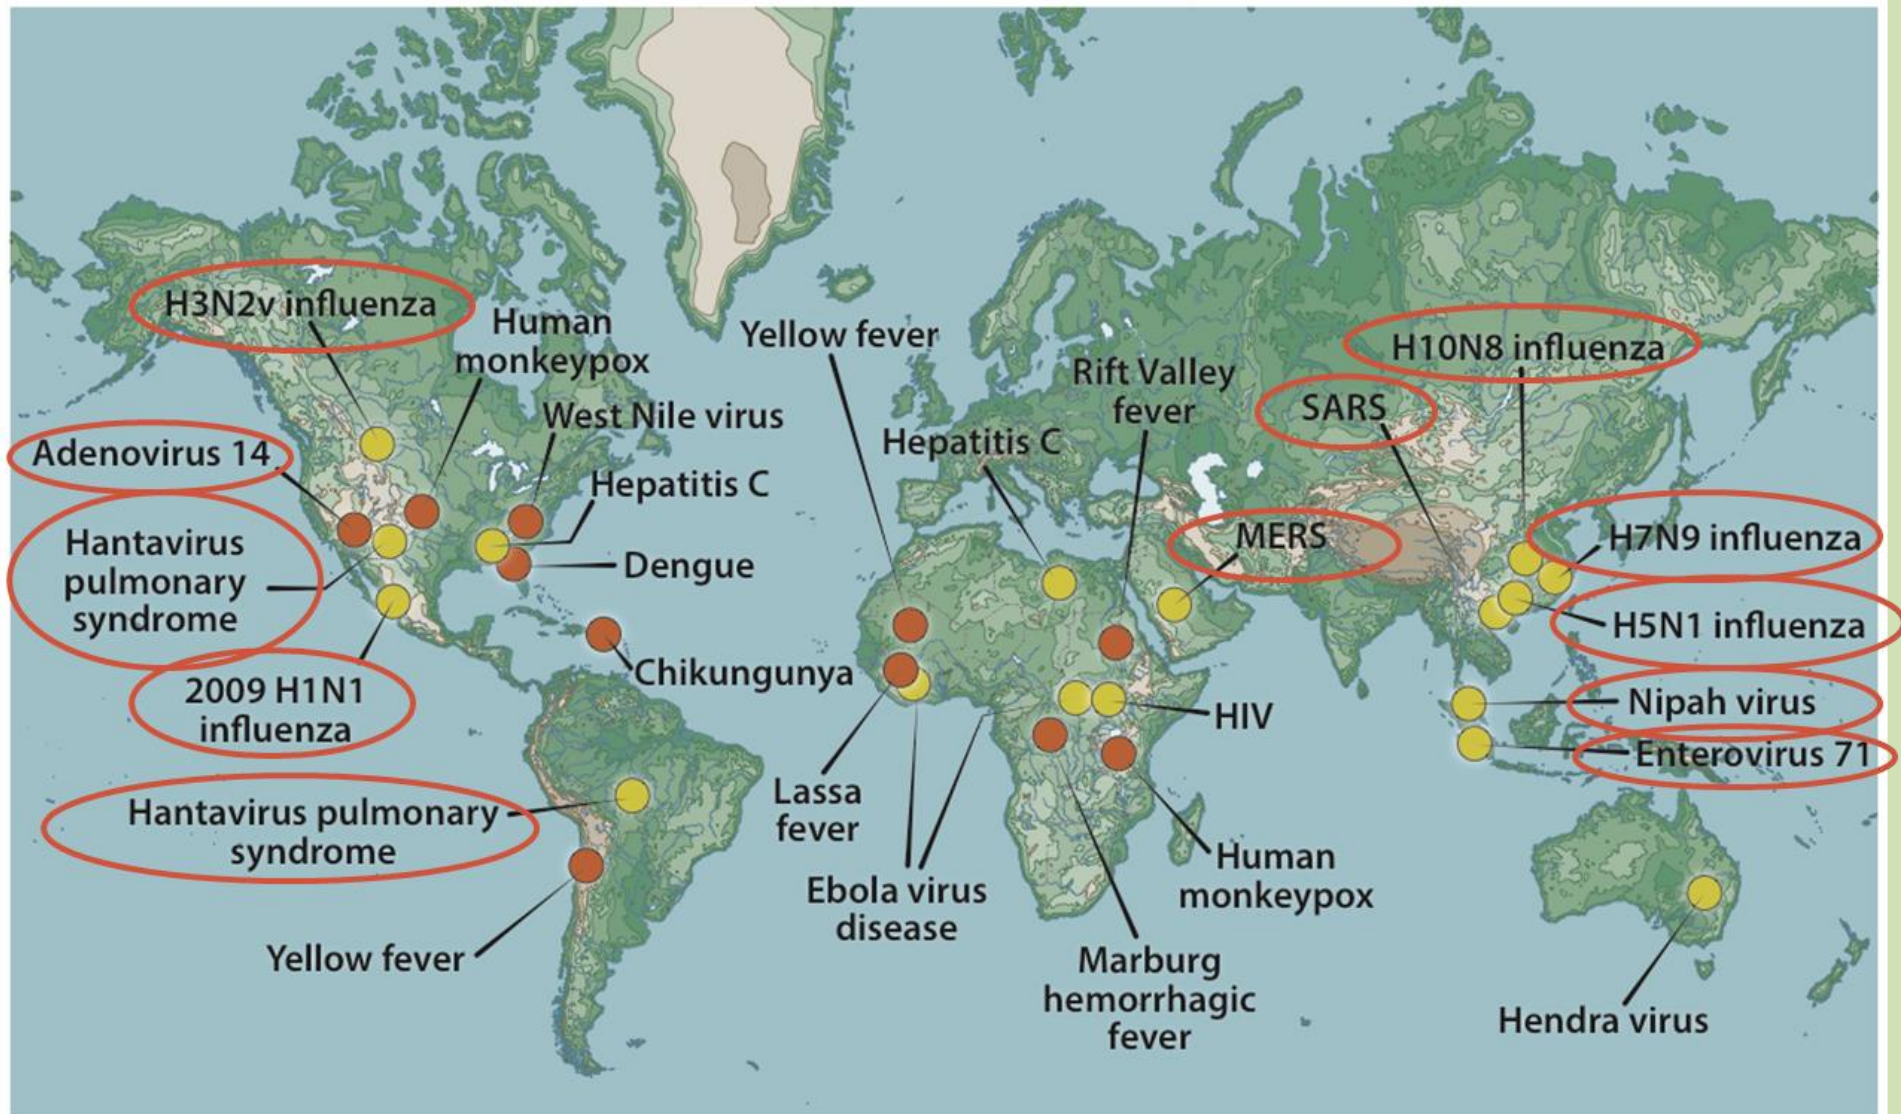 H3N2v influenza
Human
monkeypox
Yellow fever
Rift Valley
fever
H10N8 influenza
SARS
West Nile virus
Hepatitis C
Adenovirus 14
Hepatitis C
Hantavirus
pulmonary
syndrome
MERS
H7N9 influenza
Dengue
H5N1 influenza
Chikungunya
2009 H1N1
influenza
HIV
Nipah virus
Enterovirus 71
Hantavirus pulmonary
syndrome
Lassa
fever
Ebola virus
disease
Human
monkeypox
Yellow fever
Marburg
hemorrhagic
fever
Hendra virus